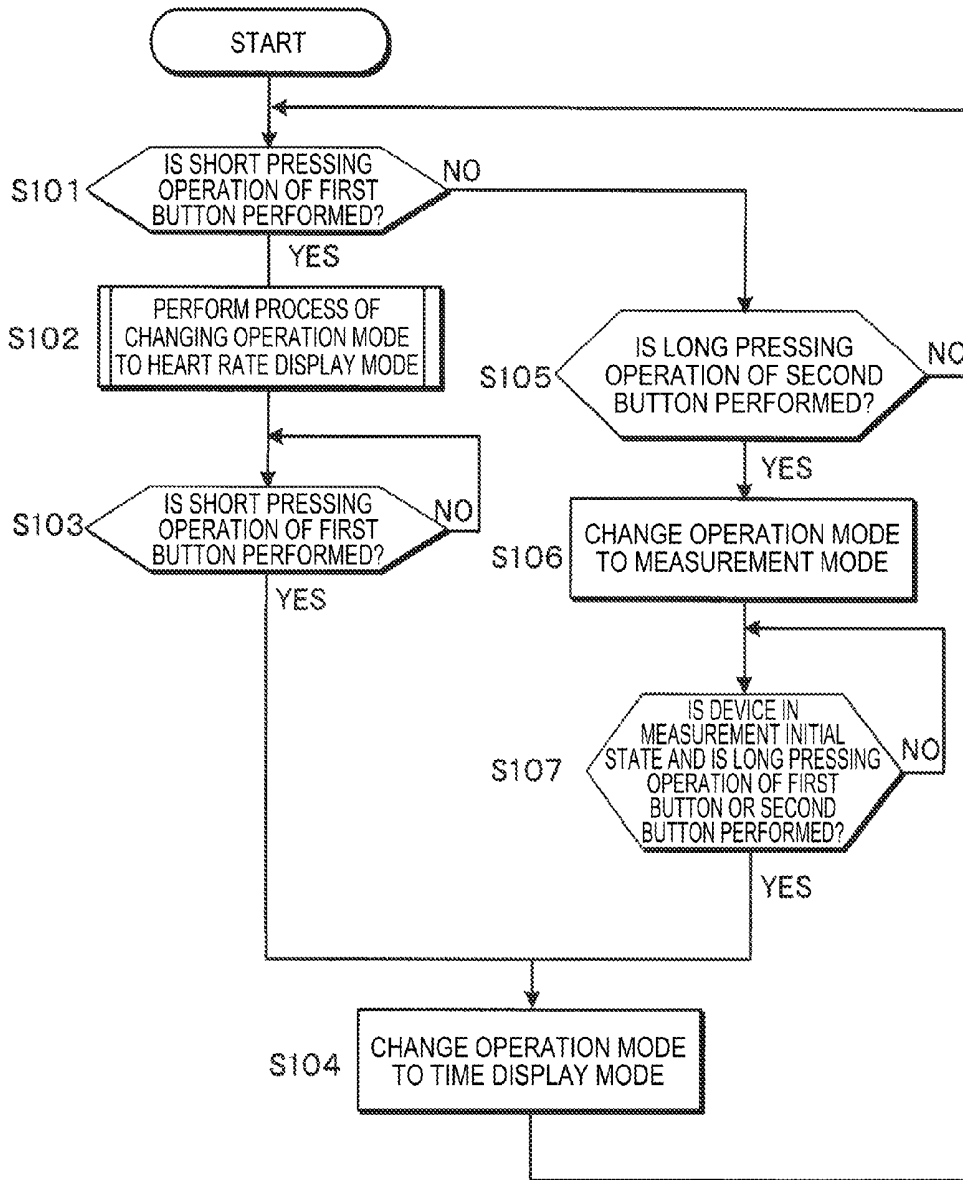 START
S101
IS SHORT PRESSING
OPERATION OF FIRST
BUTTON PERFORMED?
NO
YES
S102
PERFORM PROCESS OF
CHANGING OPERATION MODE
TO HEART RATE DISPLAY MODE
S103
IS SHORT PRESSING
OPERATION OF FIRST
BUTTON PERFORMED?
NO
YES
S105
IS LONG PRESSING
OPERATION OF SECOND
BUTTON PERFORMED?
NO
YES
S106
CHANGE OPERATION MODE
TO MEASUREMENT MODE
S107
IS DEVICE IN
MEASUREMENT INITIAL
STATE AND IS LONG PRESSING
OPERATION OF FIRST
BUTTON OR SECOND
BUTTON PERFORMED?
NO
YES
S104
CHANGE OPERATION MODE
TO TIME DISPLAY MODE